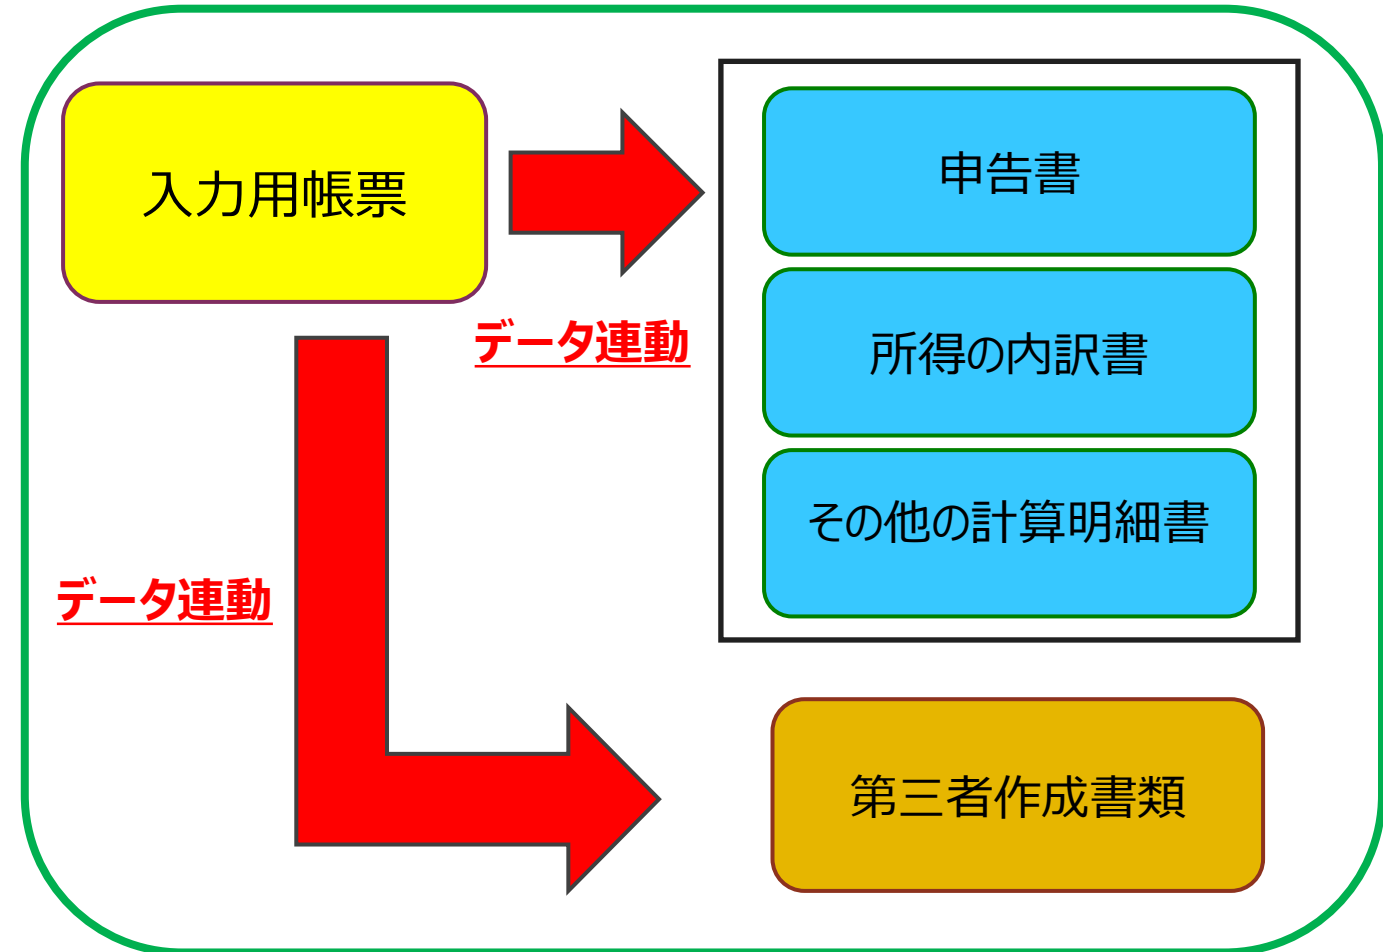 入力用帳票
申告書
データ連動
所得の内訳書
その他の計算明細書
データ連動
第三者作成書類